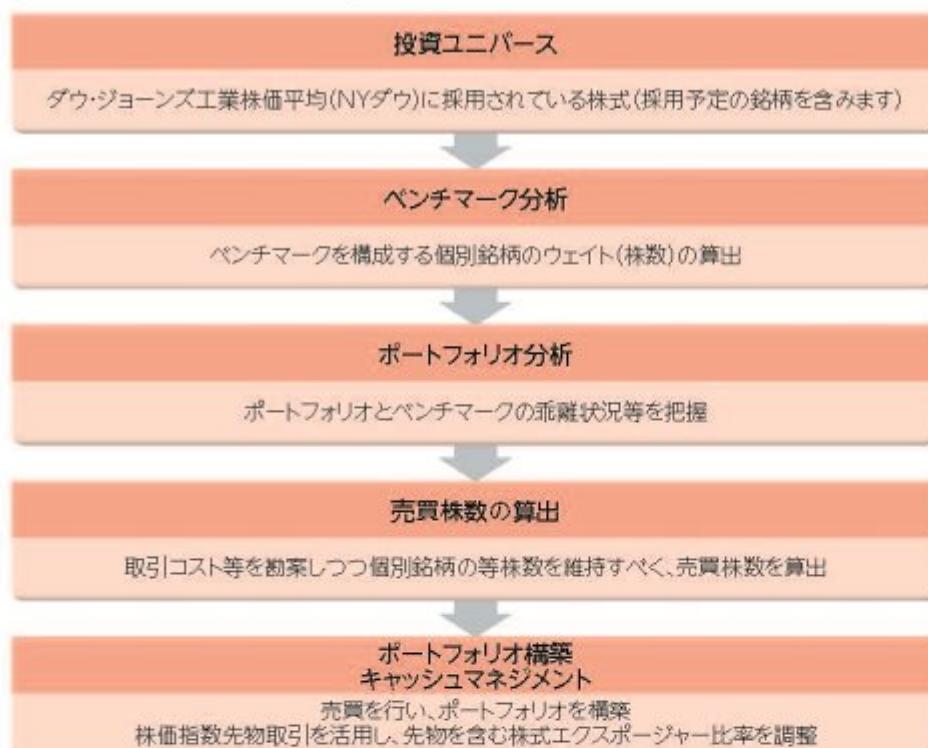 投資ユニバース
ダウ・ジョーンズ工業株価平均(NYダウ)に採用されている株式(採用予定の銘柄を含みます)
ベンチマーク分析
ベンチマークを構成する個別銘柄のウェイト(株数)の算出
ポートフォリオ分析
ポートフォリオとベンチマークの乖離状況等を把握
売買株数の算出
取引コスト等を勘案しつつ個別銘柄の等株数を維持すべく、売買株数を算出
ポートフォリオ構築
キャッシュマネジメント
売買を行い、ポートフォリオを構築
株価指数先物取引を活用し、先物を含む株式エクスポージャー比率を調整